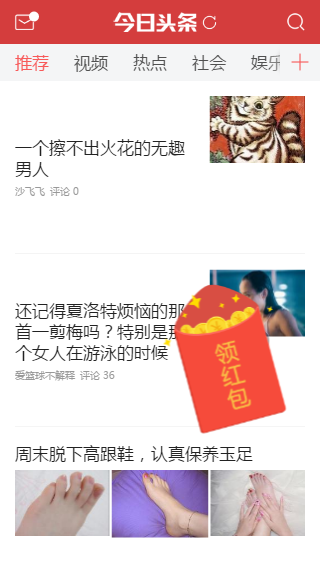 今日头条
推荐 视频 热点 社会 娱乐
一个擦不出火花的无趣
男人
沙飞飞 评论 0
还记得夏洛特烦恼的那
首一剪梅吗？特别是那
个女人在游泳的时候
爱篮球不解释 评论 36
领红包
周末脱下高跟鞋，认真保养玉足